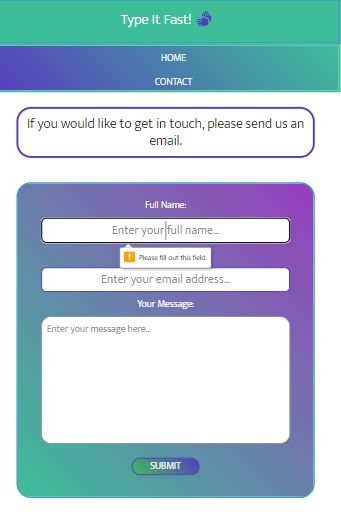 Type It Fast!
HOME
CONTACT
If you would like to get in touch, please send us an
email.
Full Name:
Enter your full name...
Please fill out this field.
Enter your email address...
Your Message:
Enter your message here...
SUBMIT